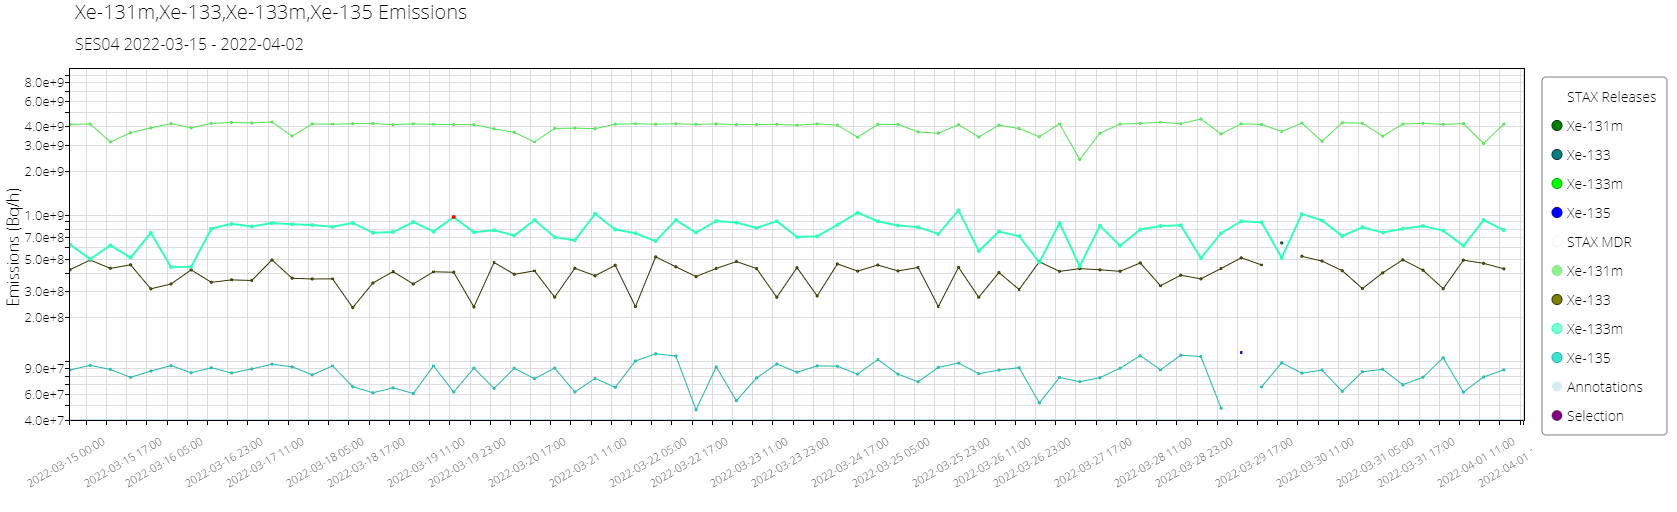 Xe-131m,Xe-133,Xe-133m,Xe-135 Emissions
SES04 2022-03-15 - 2022-04-02
Emissions (Bq/h)
8.0e+9
6.0e+9
4.0e+9
3.0e+9
2.0e+9
1.0e+9
7.0e+8
5.0e+8
3.0e+8
2.0e+8
9.0e+7
6.0e+7
4.0e+7
2022-03-15 00:00
2022-03-15 17:00
2022-03-16 05:00
2022-03-16 23:00
2022-03-17 11:00
2022-03-18 05:00
2022-03-18 17:00
2022-03-19 11:00
2022-03-19 23:00
2022-03-20 17:00
2022-03-21 11:00
2022-03-22 05:00
2022-03-22 17:00
2022-03-23 11:00
2022-03-23 23:00
2022-03-24 17:00
2022-03-25 05:00
2022-03-25 23:00
2022-03-26 11:00
2022-03-26 23:00
2022-03-27 17:00
2022-03-28 11:00
2022-03-28 23:00
2022-03-29 17:00
2022-03-30 11:00
2022-03-31 05:00
2022-03-31 17:00
2022-04-01 11:00
2022-04-01
STAX Releases
Xe-131m
Xe-133
Xe-133m
Xe-135
STAX MDR
Xe-131m
Xe-133
Xe-133m
Xe-135
Annotations
Selection